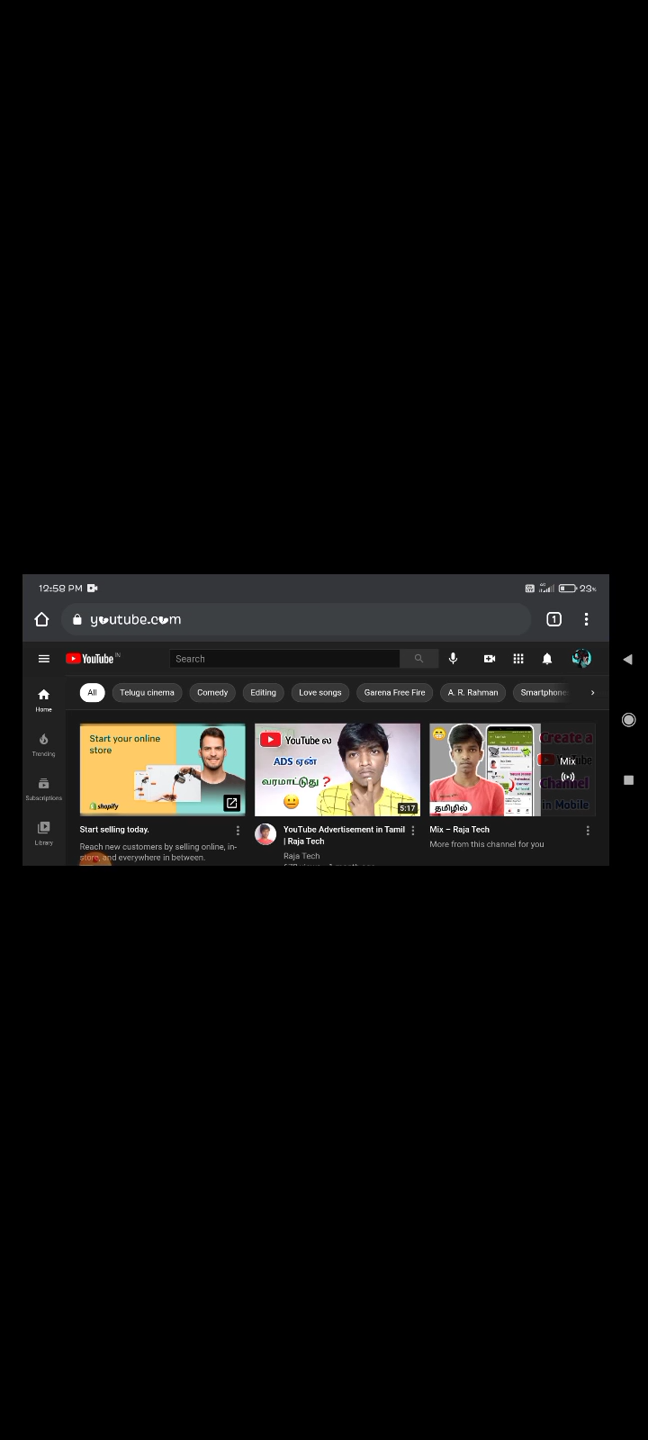 12:58 PM
23%
youtube.com
1
YouTube IN
Search
All
Telugu cinema
Comedy
Editing
Love songs
Garena Free Fire
A. R. Rahman
Smartphone
Home
Trending
Subscriptions
Library
Start your online
store
shopify
Start selling today.
Reach new customers by selling online, in-
store, and everywhere in between.
YouTube ல
ADS ஏன்
வரமாட்டுது ?
5:17
YouTube Advertisement in Tamil
| Raja Tech
Raja Tech
தமிழில்
Create a
Mix
Channel
in Mobile
Mix – Raja Tech
More from this channel for you